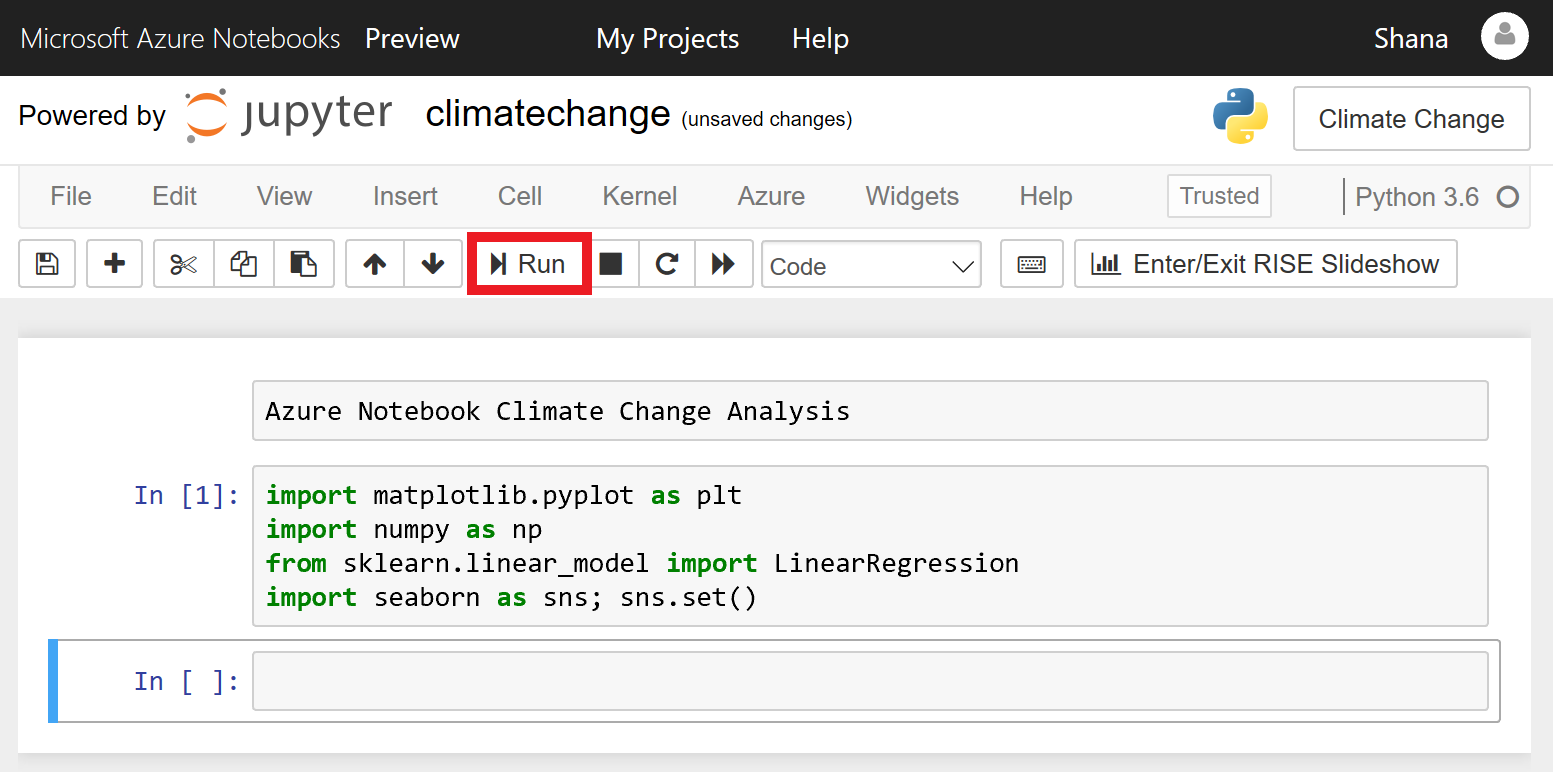 Microsoft Azure Notebooks Preview My Projects Help Shana
Powered by jupyter climatechange (unsaved changes) Climate Change
File Edit View Insert Cell Kernel Azure Widgets Help Trusted Python 3.6
Run Code Enter/Exit RISE Slideshow
Azure Notebook Climate Change Analysis
In [1]: import matplotlib.pyplot as plt
import numpy as np
from sklearn.linear_model import LinearRegression
import seaborn as sns; sns.set()
In [ ]: